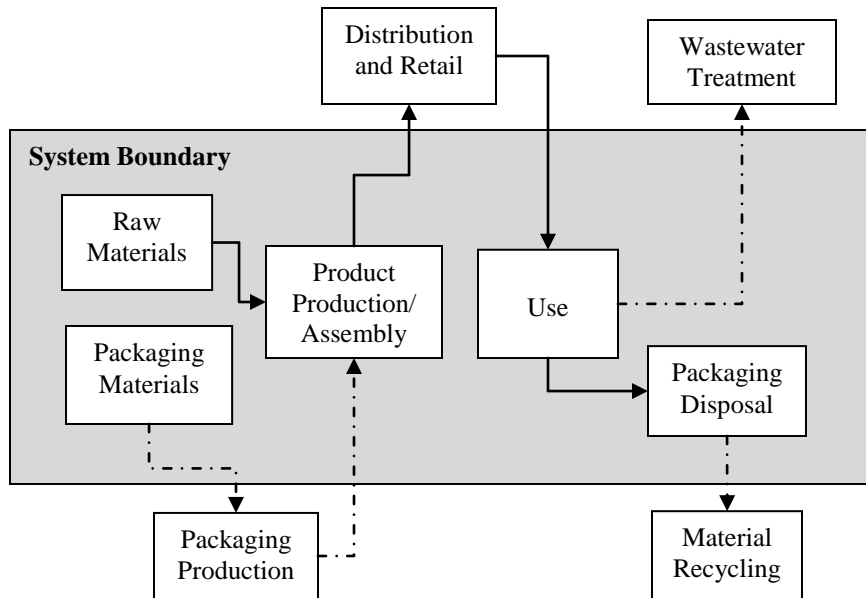 Distribution
and Retail
Wastewater
Treatment
System Boundary
Raw
Materials
Product
Production/
Assembly
Use
Packaging
Materials
Packaging
Disposal
Packaging
Production
Material
Recycling